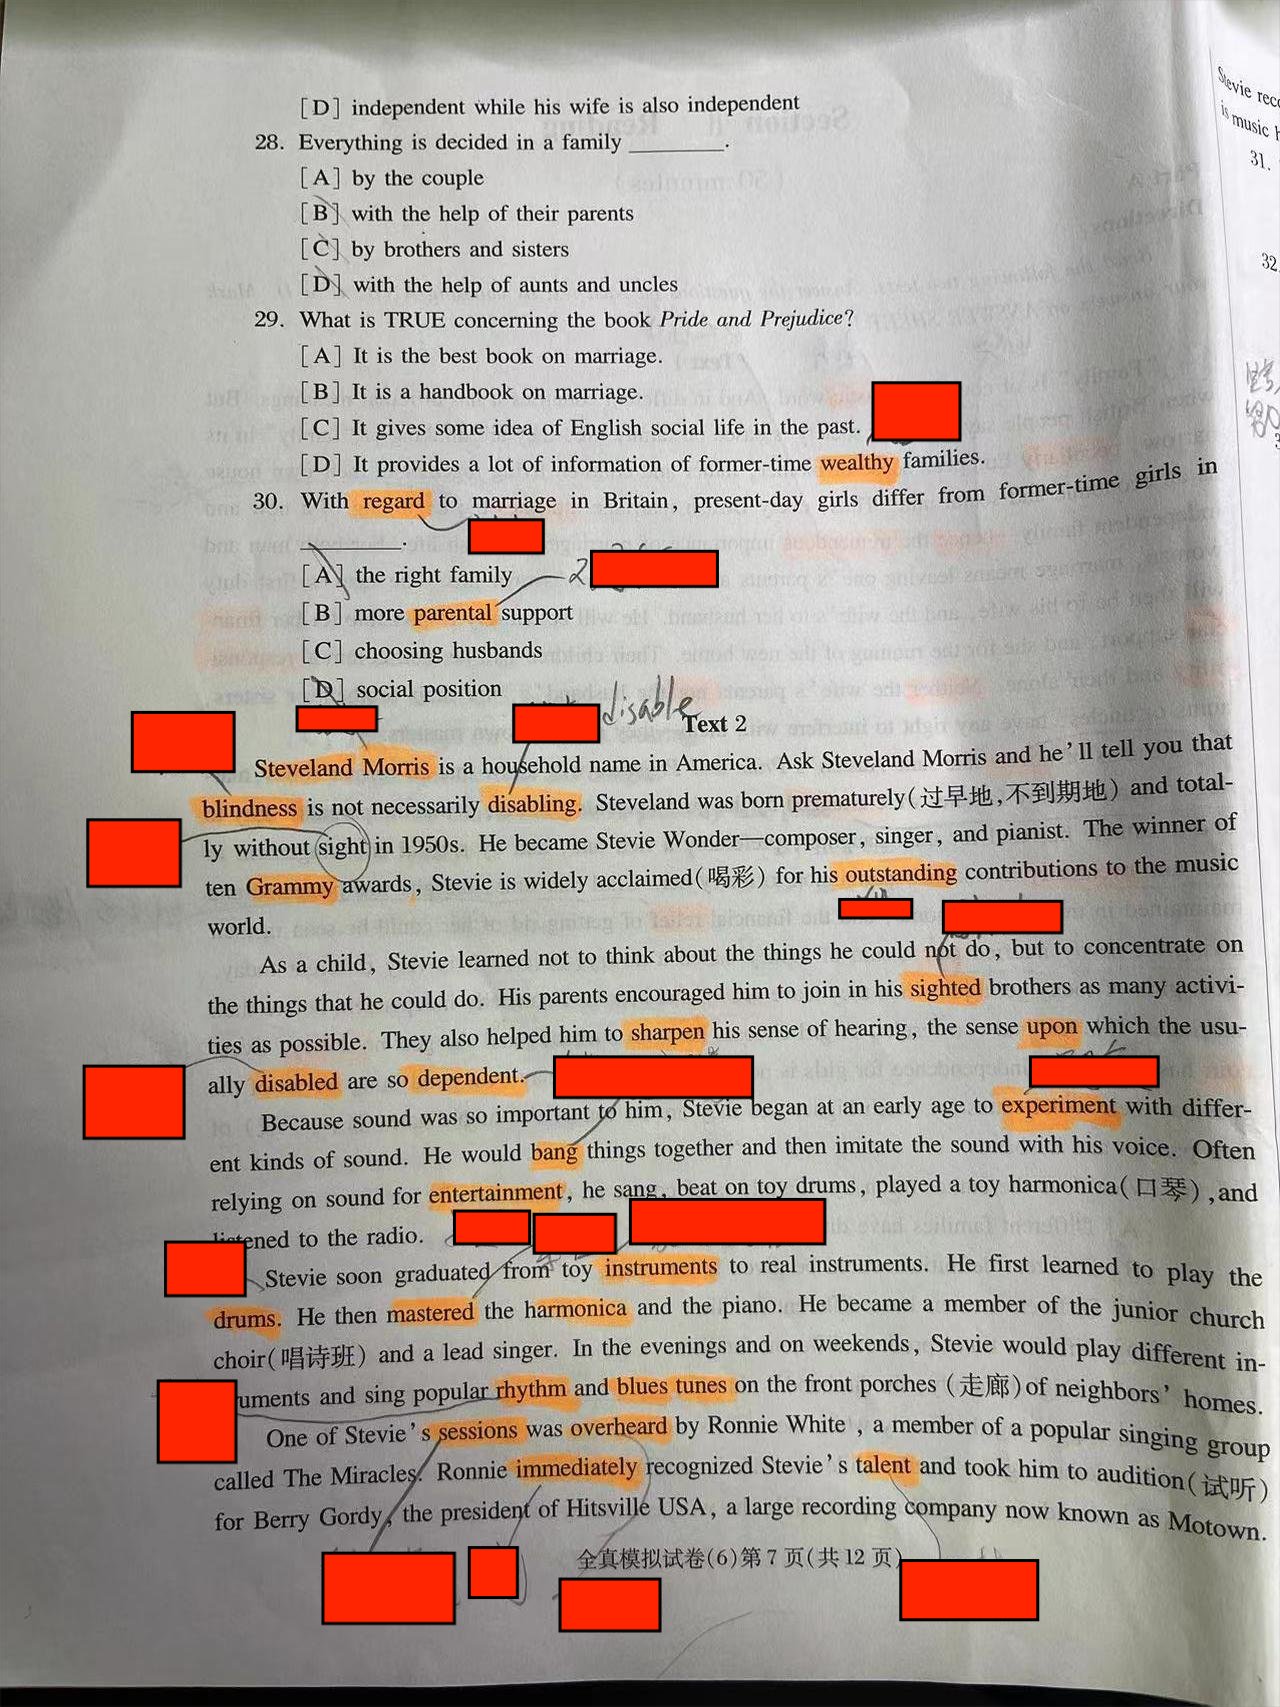 [D] independent while his wife is also independent
28. Everything is decided in a family ________.
[A] by the couple
[B] with the help of their parents
[C] by brothers and sisters
[D] with the help of aunts and uncles
29. What is TRUE concerning the book Pride and Prejudice?
[A] It is the best book on marriage.
[B] It is a handbook on marriage.
[C] It gives some idea of English social life in the past.
[D] It provides a lot of information of former-time wealthy families.
30. With regard to marriage in Britain, present-day girls differ from former-time girls in
________.
[A] the right family
[B] more parental support
[C] choosing husbands
[D] social position
disable
Text 2
Steveland Morris is a household name in America. Ask Steveland Morris and he'll tell you that
blindness is not necessarily disabling. Steveland was born prematurely(过早地,不到期地) and total-
ly without sight in 1950s. He became Stevie Wonder—composer, singer, and pianist. The winner of
ten Grammy awards, Stevie is widely acclaimed(喝彩) for his outstanding contributions to the music
world.
As a child, Stevie learned not to think about the things he could not do, but to concentrate on
the things that he could do. His parents encouraged him to join in his sighted brothers as many activi-
ties as possible. They also helped him to sharpen his sense of hearing, the sense upon which the usu-
ally disabled are so dependent.
Because sound was so important to him, Stevie began at an early age to experiment with differ-
ent kinds of sound. He would bang things together and then imitate the sound with his voice. Often
relying on sound for entertainment, he sang, beat on toy drums, played a toy harmonica(口琴),and
listened to the radio.
Stevie soon graduated from toy instruments to real instruments. He first learned to play the
drums. He then mastered the harmonica and the piano. He became a member of the junior church
choir(唱诗班) and a lead singer. In the evenings and on weekends, Stevie would play different in-
uments and sing popular rhythm and blues tunes on the front porches (走廊)of neighbors' homes.
One of Stevie's sessions was overheard by Ronnie White , a member of a popular singing group
called The Miracles. Ronnie immediately recognized Stevie's talent and took him to audition(试听)
for Berry Gordy, the president of Hitsville USA, a large recording company now known as Motown.
全真模拟试卷(6)第 7 页(共 12 页)
Stevie rec
is music
31.
32.